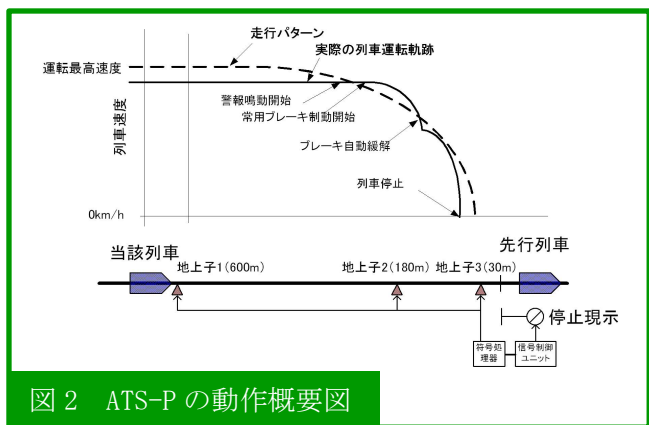 走行パターン
実際の列車運転軌跡
運転最高速度
警報鳴動開始
常用ブレーキ制動開始
列車速度
ブレーキ自動緩解
列車停止
0km/h
当該列車
先行列車
地上子1(600m)
地上子2(180m)
地上子3(30m)
停止現示
符号処
理器
信号制御
ユニット
図2 ATS-Pの動作概要図